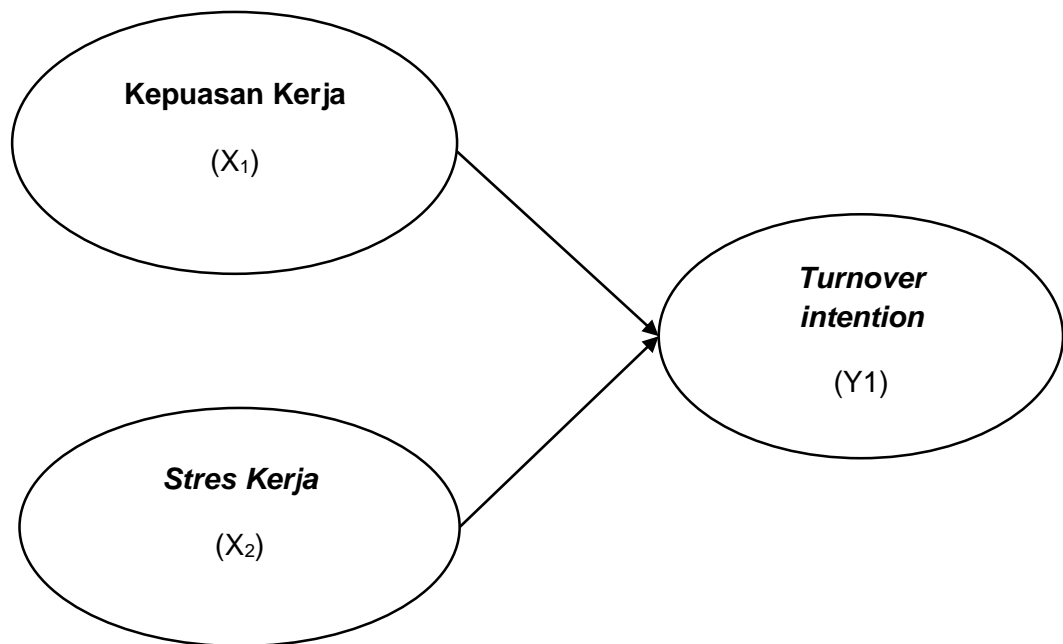 Kepuasan Kerja
(X₁)
Turnover
intention
(Y1)
Stres Kerja
(X₂)